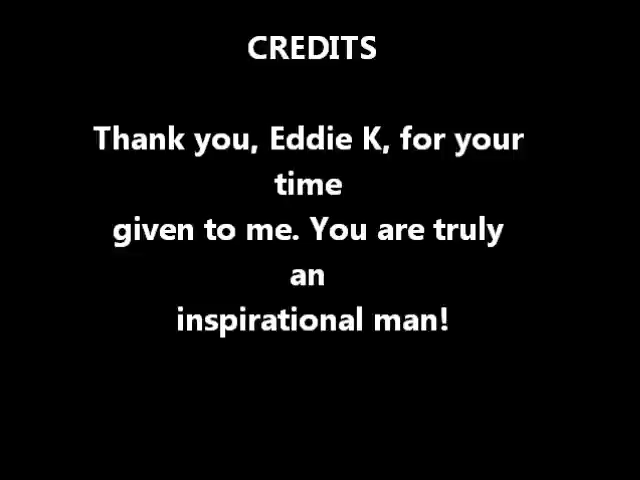 CREDITS
Thank you, Eddie K, for your
time
given to me. You are truly
an
inspirational man!